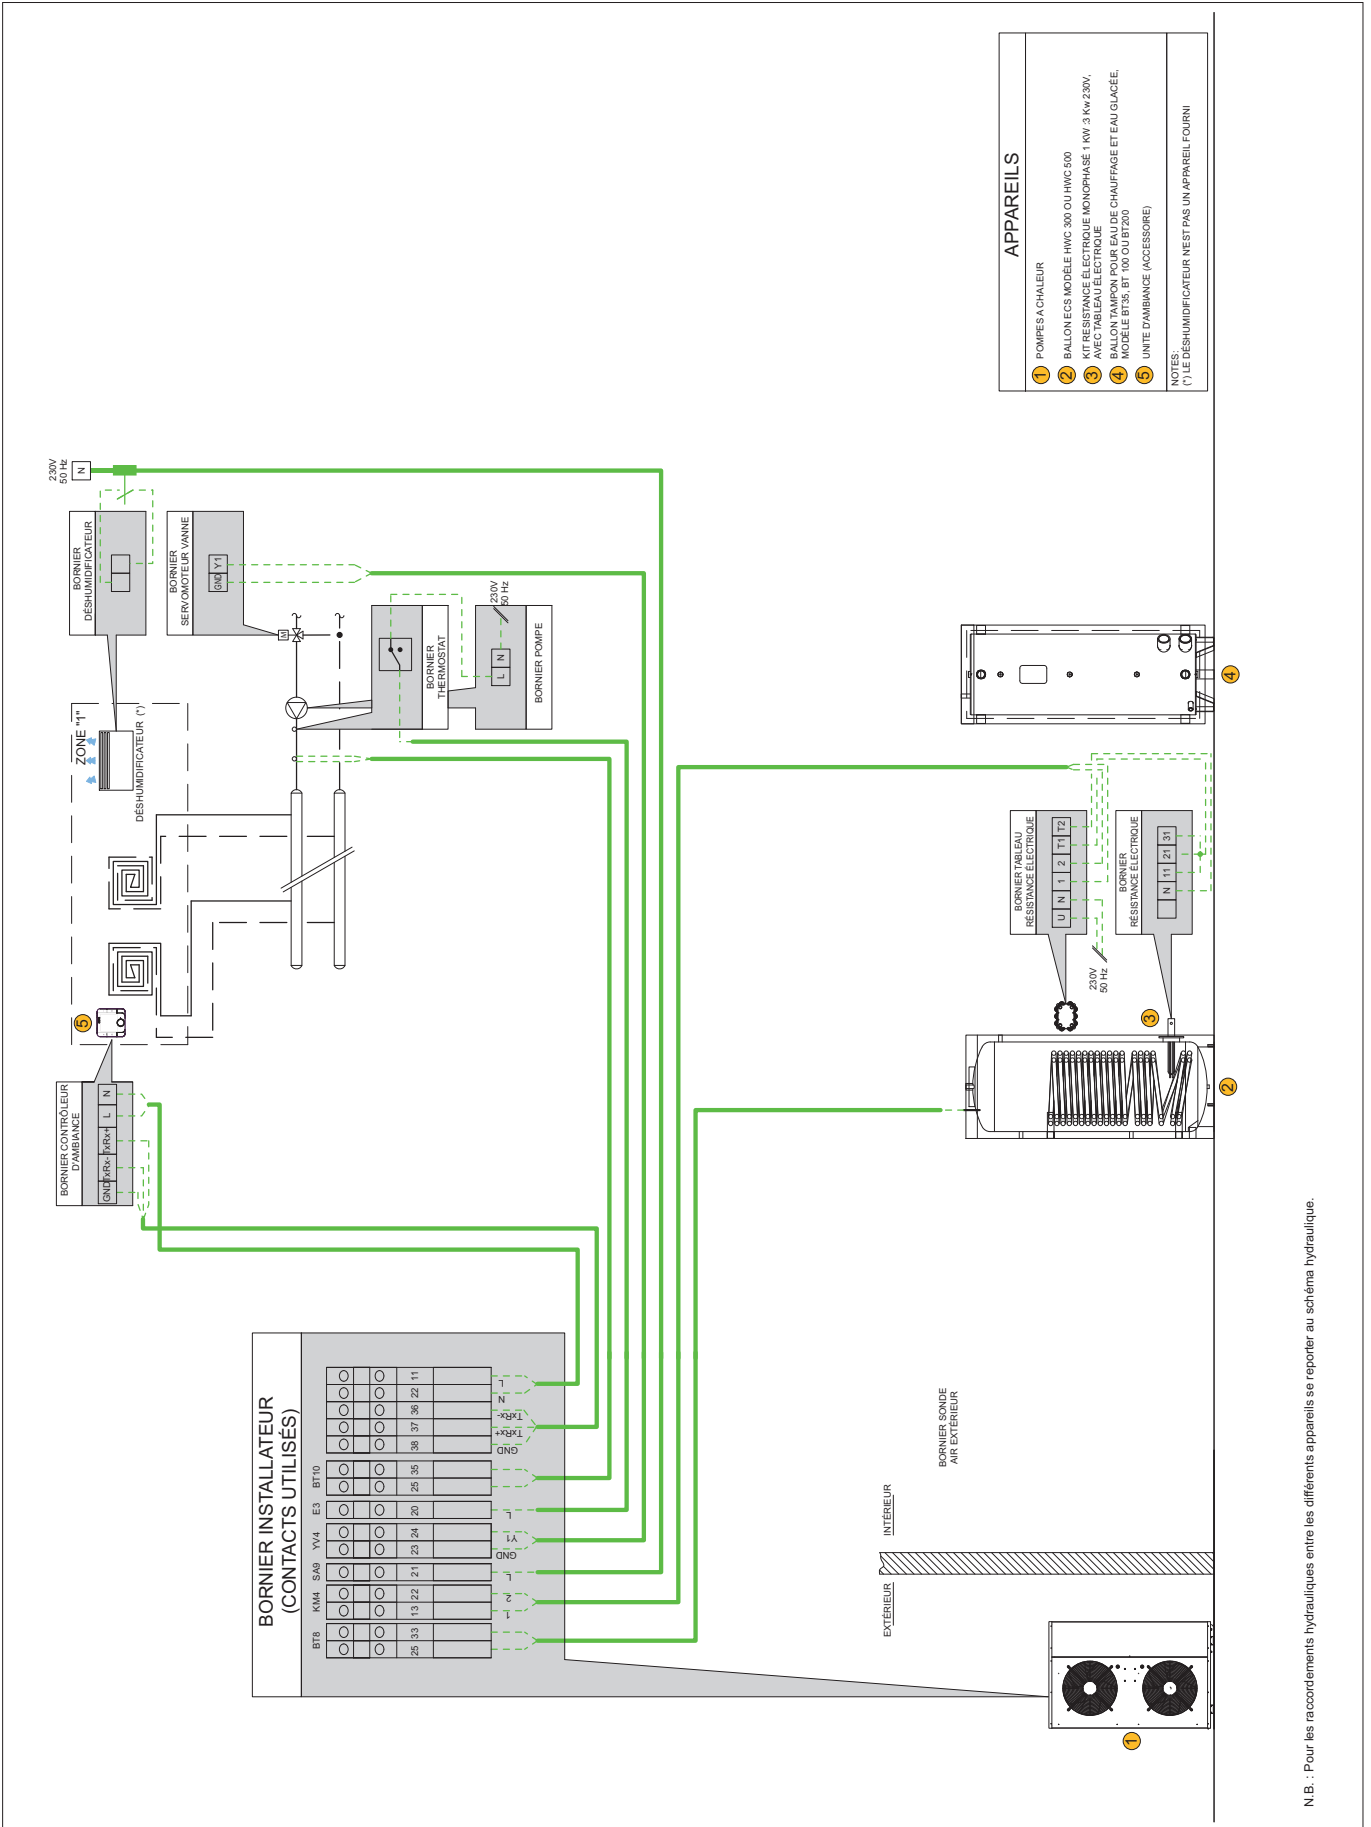 BORNIER INSTALLATEUR
(CONTACTS UTILISÉS)
BT8
KM4
SA9
YV4
E3
BT10
25
33
13
22
21
23
24
20
25
35
38
37
36
22
11
1
2
L
GND
Y1
L
GND
TxRx+
TxRx-
N
L
BORNIER CONTRÔLEUR
D'AMBIANCE
GND
TxRx-
TxRx+
L
N
5
ZONE "1"
DÉSHUMIDIFICATEUR (*)
BORNIER
DÉSHUMIDIFICATEUR
230V
50 Hz
N
BORNIER
SERVOMOTEUR VANNE
GND
Y1
M
BORNIER
THERMOSTAT
L
N
230V
50 Hz
BORNIER POMPE
EXTÉRIEUR
INTÉRIEUR
BORNIER SONDE
AIR EXTÉRIEUR
1
2
3
4
230V
50 Hz
BORNIER TABLEAU
RÉSISTANCE ÉLECTRIQUE
U
N
1
2
T1
T2
BORNIER
RÉSISTANCE ÉLECTRIQUE
N
11
21
31
APPAREILS
1 POMPES A CHALEUR
2 BALLON ECS MODÈLE HWC 300 OU HWC 500
3 KIT RESISTANCE ÉLECTRIQUE MONOPHASÉ 1 KW :3 Kw 230V,
AVEC TABLEAU ÉLECTRIQUE
4 BALLON TAMPON POUR EAU DE CHAUFFAGE ET EAU GLACÉE,
MODÈLE BT35, BT 100 OU BT200
5 UNITE D'AMBIANCE (ACCESSOIRE)
NOTES:
(*) LE DÉSHUMIDIFICATEUR N'EST PAS UN APPAREIL FOURNI
N.B. : Pour les raccordements hydrauliques entre les différents appareils se reporter au schéma hydraulique.